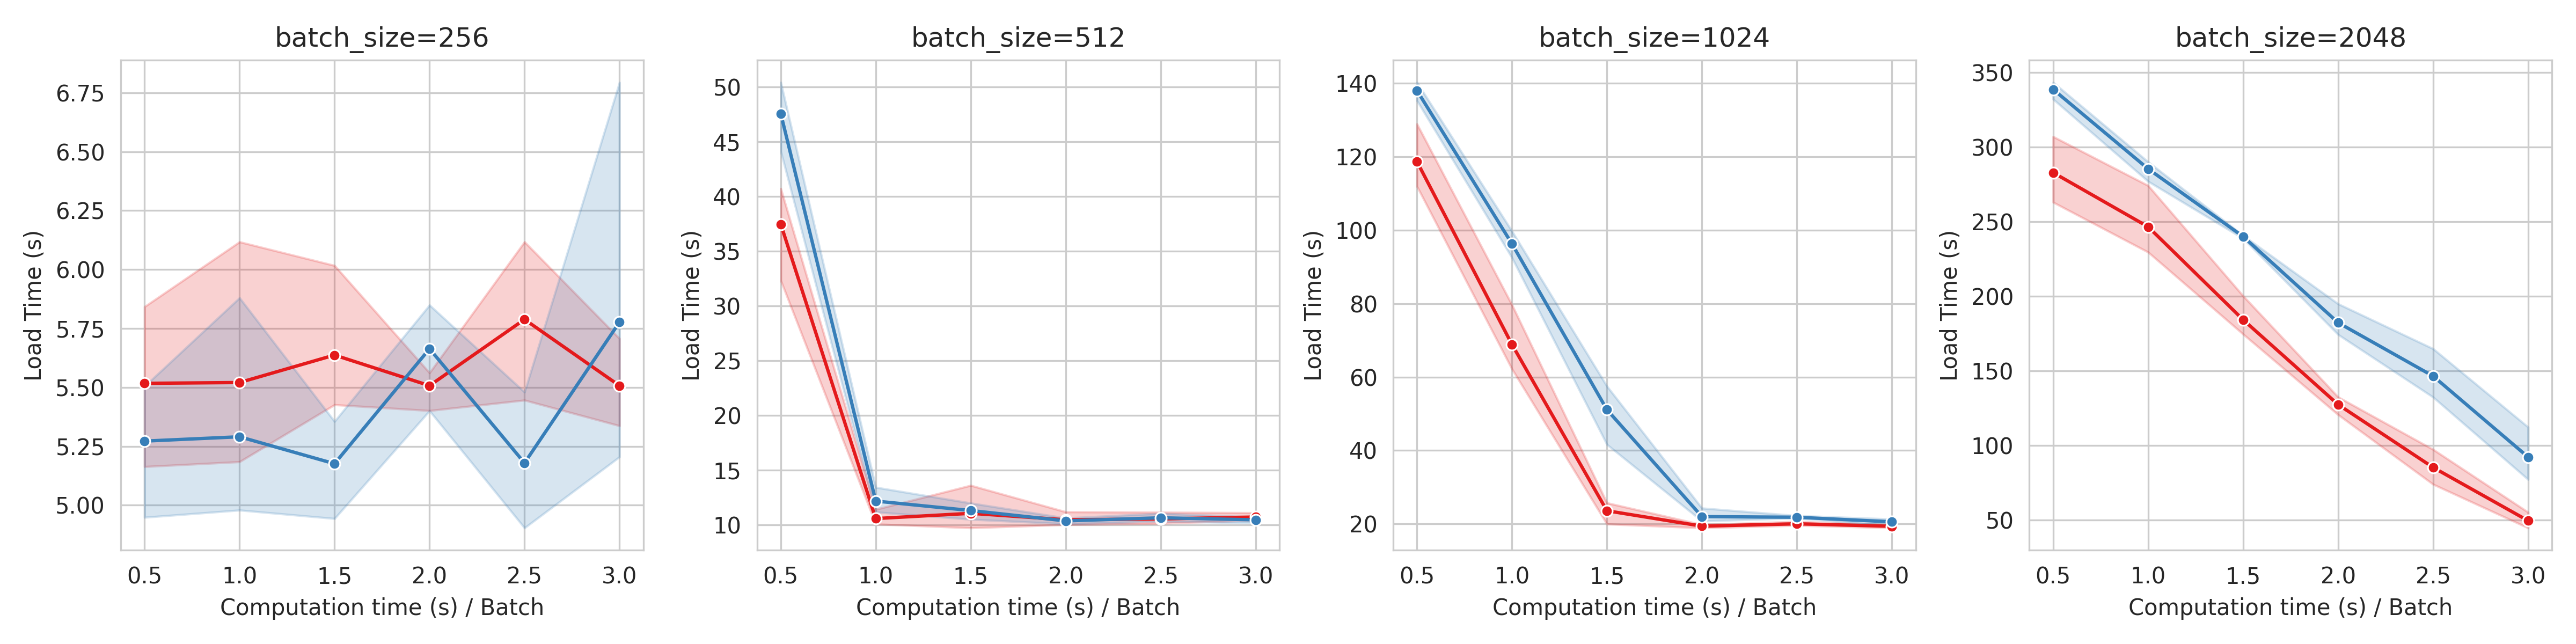 batch_size=256
Load Time (s)
6.75
6.50
6.25
6.00
5.75
5.50
5.25
5.00
0.5 1.0 1.5 2.0 2.5 3.0
Computation time (s) / Batch
batch_size=512
Load Time (s)
50
45
40
35
30
25
20
15
10
0.5 1.0 1.5 2.0 2.5 3.0
Computation time (s) / Batch
batch_size=1024
Load Time (s)
140
120
100
80
60
40
20
0.5 1.0 1.5 2.0 2.5 3.0
Computation time (s) / Batch
batch_size=2048
Load Time (s)
350
300
250
200
150
100
50
0.5 1.0 1.5 2.0 2.5 3.0
Computation time (s) / Batch